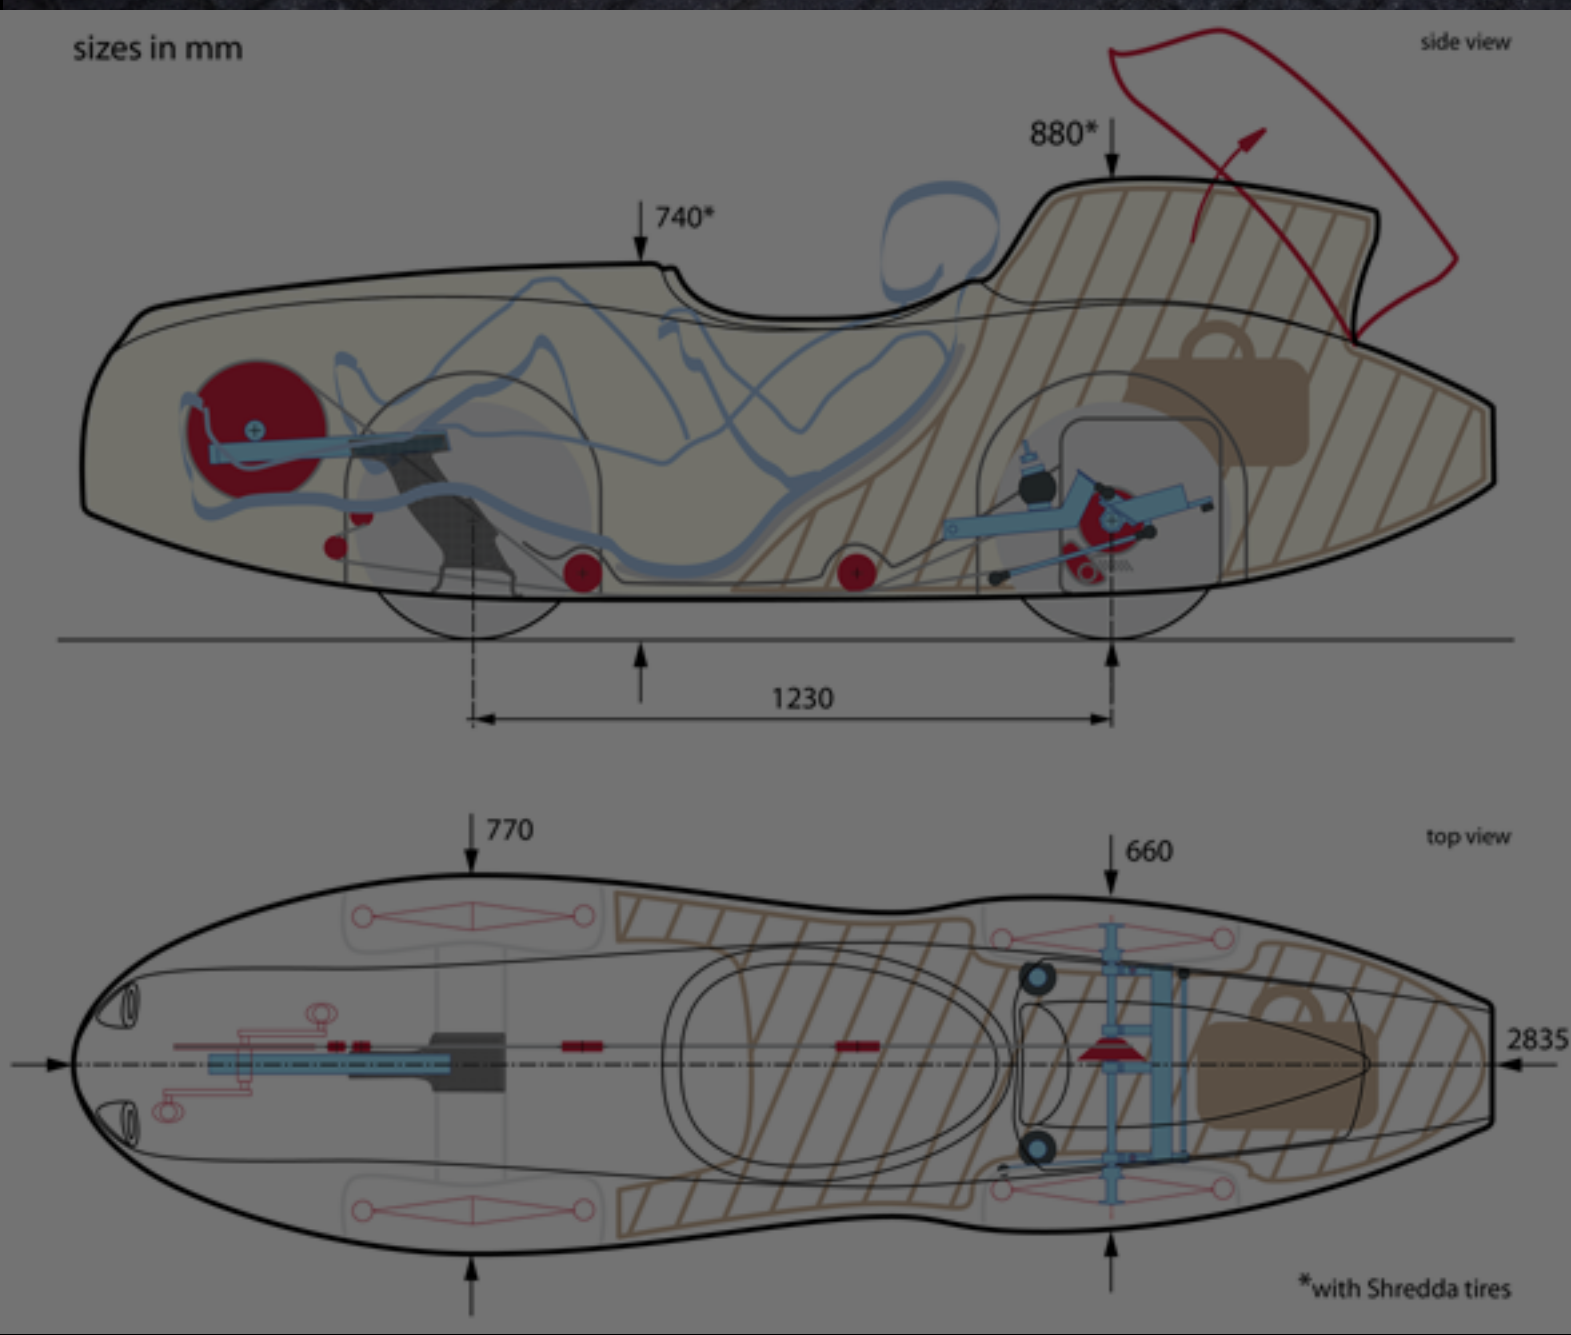 sizes in mm
side view
880*
740*
1230
770
top view
660
2835
*with Shredda tires